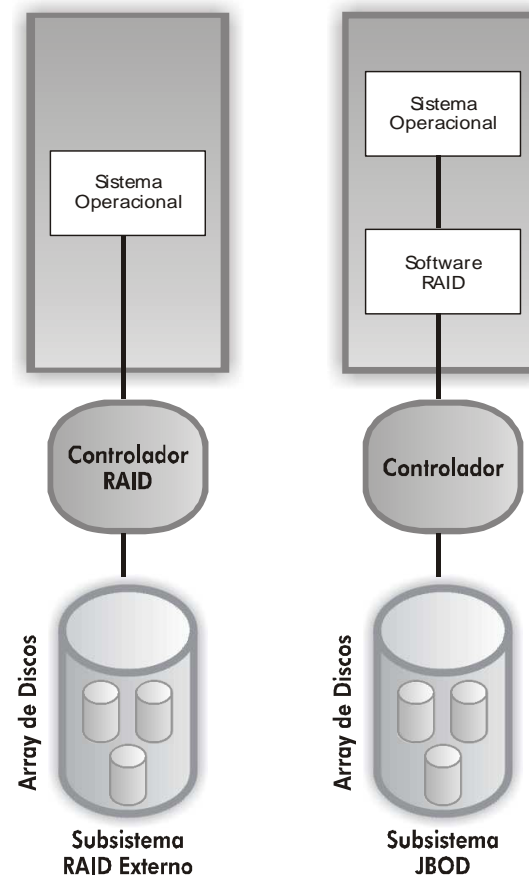 Sistema
Operacional
Controlador
RAID
Array de Discos
Subsistema
RAID Externo
Sistema
Operacional
Software
RAID
Controlador
Array de Discos
Subsistema
JBOD